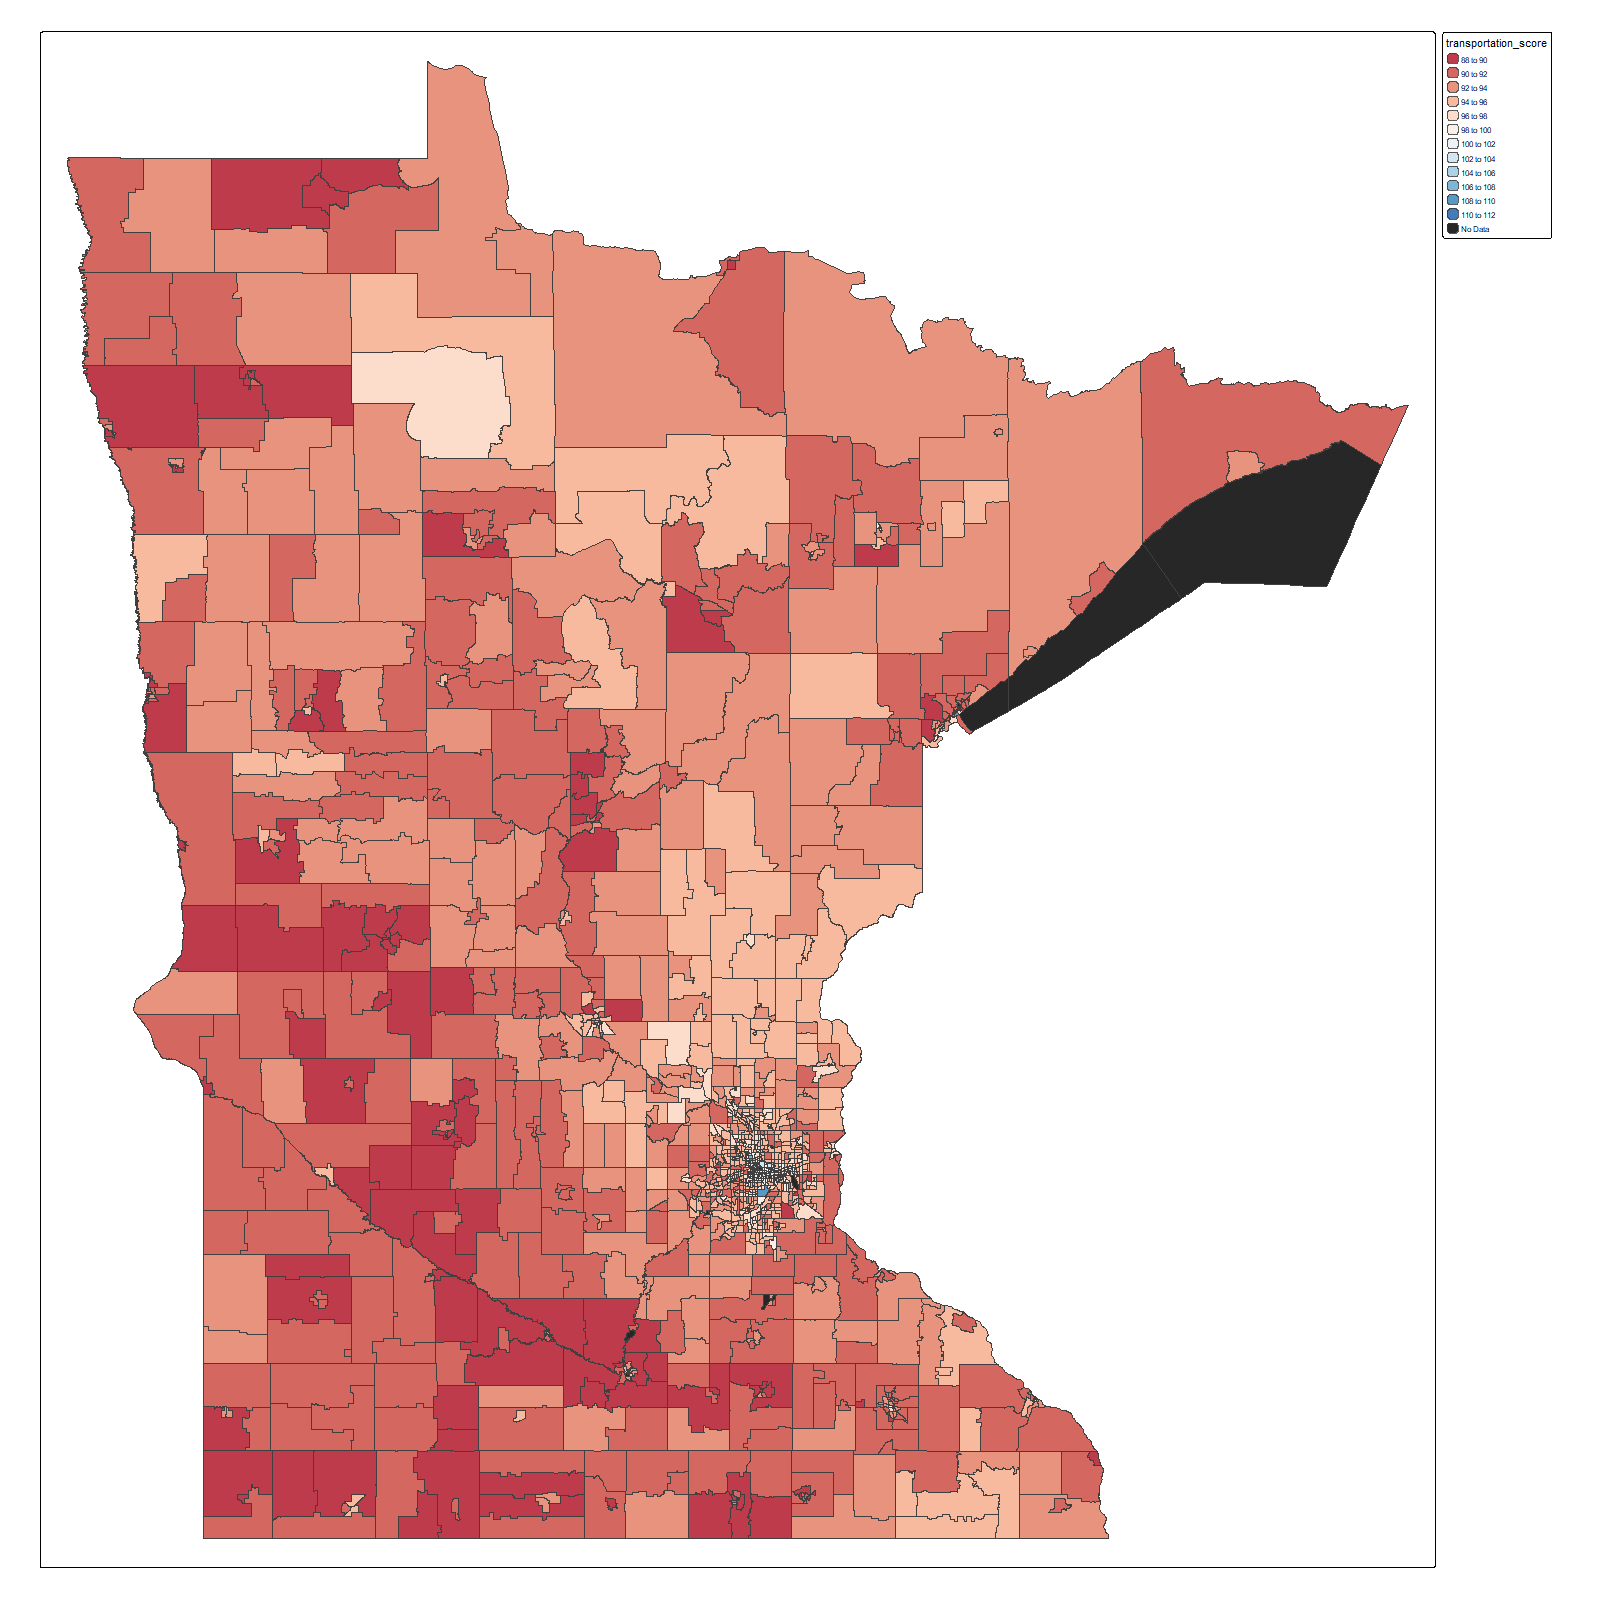 transportation_score
88 to 90
90 to 92
92 to 94
94 to 96
96 to 98
98 to 100
100 to 102
102 to 104
104 to 106
106 to 108
108 to 110
110 to 112
No Data